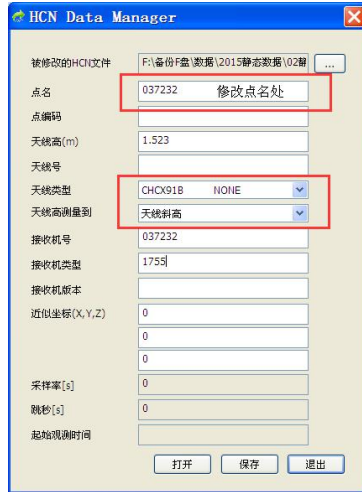 HCN Data Manager
被修改的HCN文件 F:\备份F盘\数据\2015静态数据\02静 ...
点名 037232 修改点名处
点编码
天线高(m) 1.523
天线号
天线类型 CHCX91B NONE
天线高测量到 天线斜高
接收机号 037232
接收机类型 1755
接收机版本
近似坐标(X,Y,Z) 0
0
0
采样率[s] 0
跳秒[s] 0
起始观测时间
打开 保存 退出